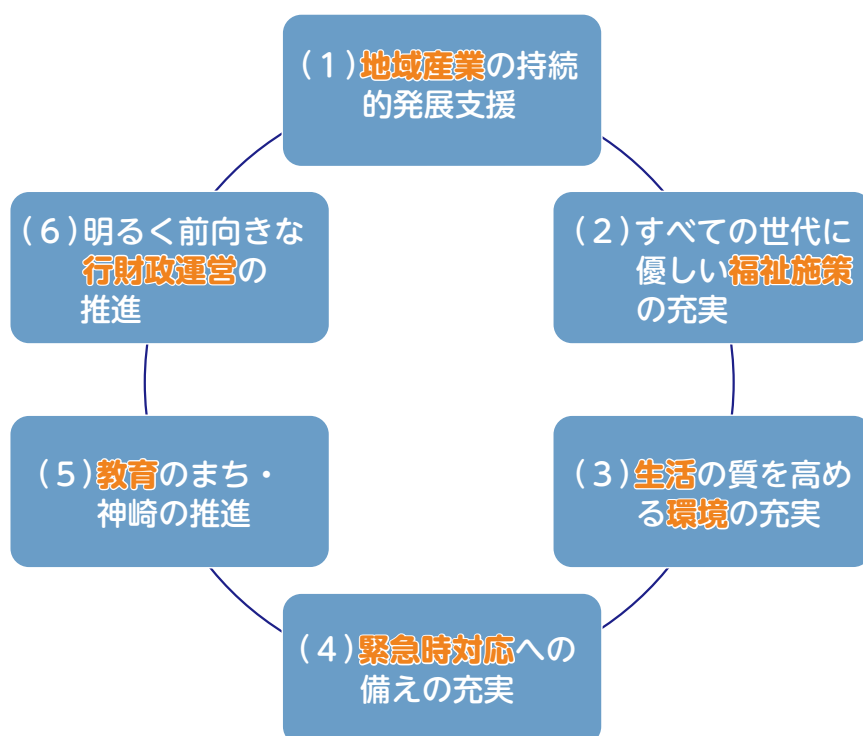 (1)地域産業の持続
的発展支援
(2)すべての世代に
優しい福祉施策
の充実
(3)生活の質を高め
る環境の充実
(4)緊急時対応への
備えの充実
(5)教育のまち・
神崎の推進
(6)明るく前向きな
行財政運営の
推進